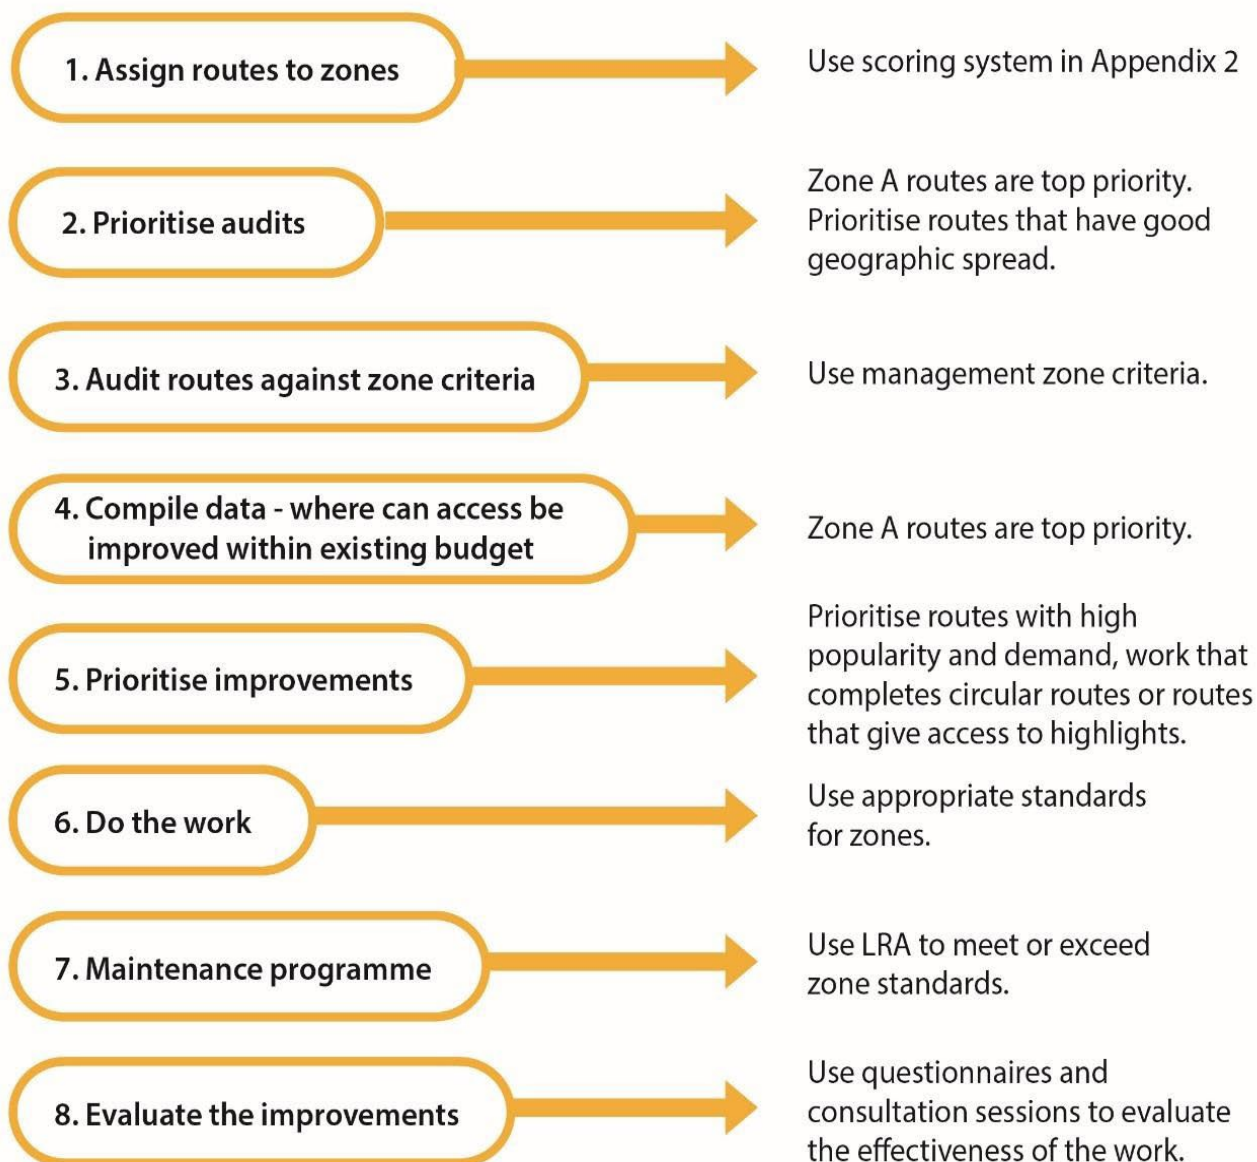 1. Assign routes to zones
Use scoring system in Appendix 2
2. Prioritise audits
Zone A routes are top priority.
Prioritise routes that have good
geographic spread.
3. Audit routes against zone criteria
Use management zone criteria.
4. Compile data - where can access be
improved within existing budget
Zone A routes are top priority.
5. Prioritise improvements
Prioritise routes with high
popularity and demand, work that
completes circular routes or routes
that give access to highlights.
6. Do the work
Use appropriate standards
for zones.
7. Maintenance programme
Use LRA to meet or exceed
zone standards.
8. Evaluate the improvements
Use questionnaires and
consultation sessions to evaluate
the effectiveness of the work.